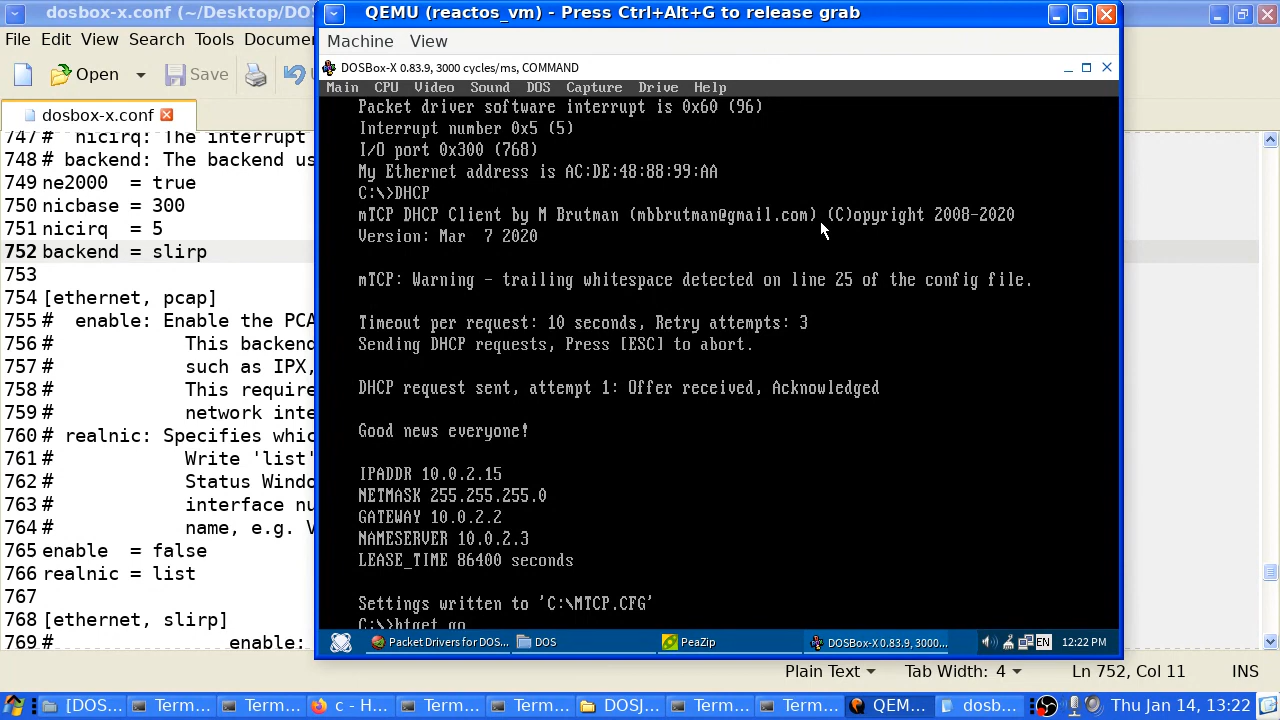 QEMU (reactos_vm) - Press Ctrl+Alt+G to release grab
File Edit View Search Tools Docume
Open
Save
Machine View
DOSBox-X 0.83.9, 3000 cycles/ms, COMMAND
Main CPU Video Sound DOS Capture Drive Help
dosbox-x.conf
747 # nicirq: The interrupt
748 # backend: The backend us
749 ne2000 = true
750 nicbase = 300
751 nicirq = 5
752 backend = slirp
753
754 [ethernet, pcap]
755 # enable: Enable the PCA
756 # This backend
757 # such as IPX,
758 # This require
759 # network inte
760 # realnic: Specifies whic
761 # Write 'list'
762 # Status Windo
763 # interface nu
764 # name, e.g. V
765 enable = false
766 realnic = list
767
768 [ethernet, slirp]
769 # enable:
Packet driver software interrupt is 0x60 (96)
Interrupt number 0x5 (5)
I/O port 0x300 (768)
My Ethernet address is AC:DE:48:88:99:AA
C:\>DHCP
mTCP DHCP Client by M Brutman (mbbrutman@gmail.com) (C)opyright 2008-2020
Version: Mar  7 2020
mTCP: Warning - trailing whitespace detected on line 25 of the config file.
Timeout per request: 10 seconds, Retry attempts: 3
Sending DHCP requests, Press [ESC] to abort.
DHCP request sent, attempt 1: Offer received, Acknowledged
Good news everyone!
IPADDR 10.0.2.15
NETMASK 255.255.255.0
GATEWAY 10.0.2.2
NAMESERVER 10.0.2.3
LEASE_TIME 86400 seconds
Settings written to 'C:\MTCP.CFG'
C:\>htget go
Packet Drivers for DOS... DOS PeaZip DOSBox-X 0.83.9, 3000... EN 12:22 PM
Plain Text Tab Width: 4 Ln 752, Col 11 INS
[DOS... Term... Term... c - H... Term... DOSJ... Term... Term... QEM... dosb... Thu Jan 14, 13:22